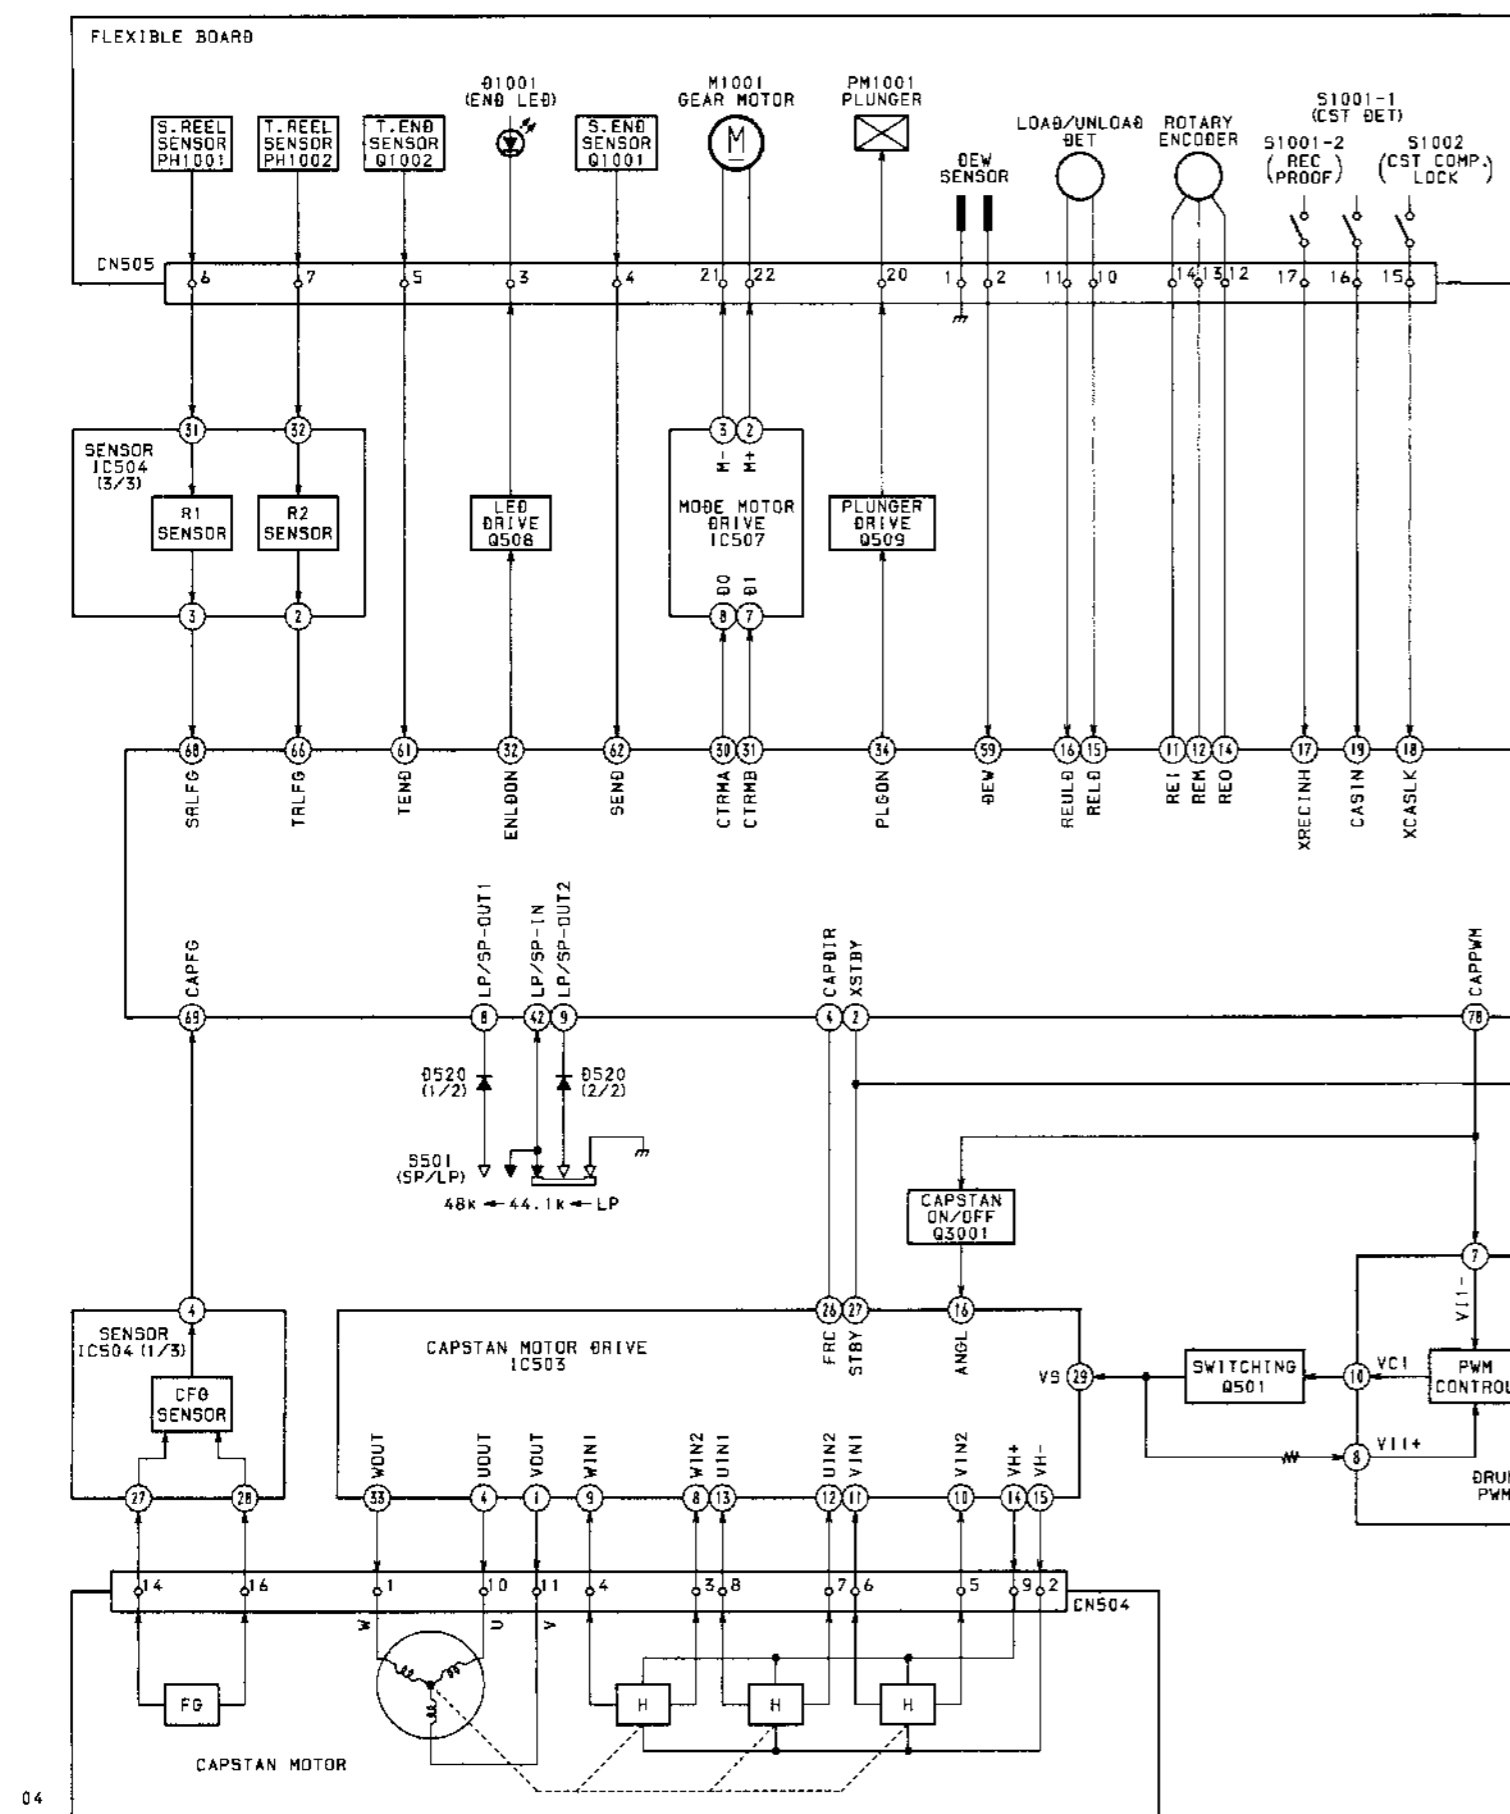 FLEXIBLE BOARD
S.REEL
SENSOR
PH1001
T.REEL
SENSOR
PH1002
T.END
SENSOR
Q1002
D1001
(END LED)
S.END
SENSOR
Q1001
M1001
GEAR MOTOR
M
PM1001
PLUNGER
DEW
SENSOR
LOAD/UNLOAD
DET
ROTARY
ENCODER
S1001-1
(CST DET)
S1001-2
(REC
PROOF)
S1002
(CST COMP.
LOCK)
CN505
6 7 5 3 4 21 22 20 1 2 11 10 14 13 12 17 16 15
31 32
SENSOR
IC504
(3/3)
R1
SENSOR
R2
SENSOR
3 2
LED
DRIVE
Q508
3 2
M- M+
MODE MOTOR
DRIVE
IC507
D0 D1
8 7
PLUNGER
DRIVE
Q509
68 66 61 32 62 30 31 34 59 16 15 11 12 14 17 19 18
SRLFG TRLFG TEND ENLDON SEND CTRMA CTRMB PLGON DEW REULD RELD REI REM REO XRECINH CASIN XCASLK
CAPFG LP/SP-OUT1 LP/SP-IN LP/SP-OUT2 CAPDIR XSTBY CAPPWM
69 8 42 9 4 2 78
D520
(1/2)
D520
(2/2)
S501
(SP/LP)
48k 44.1k LP
CAPSTAN
ON/OFF
Q3001
4
SENSOR
IC504 (1/3)
CFG
SENSOR
27 28
26 27 16
FRC STBY ANGL
CAPSTAN MOTOR DRIVE
IC503
VS 29
SWITCHING
Q501
7
VI1-
10 VC1
PWM
CONTROL
8 VI1+
DRUM
PWM
WOUT UOUT VOUT WIN1 WIN2 UIN1 UIN2 VIN1 VIN2 VH+ VH-
33 4 1 9 8 13 12 11 10 14 15
14 16 1 10 11 4 3 8 7 6 5 9 2
CN504
W U V
FG
H H H
CAPSTAN MOTOR
04